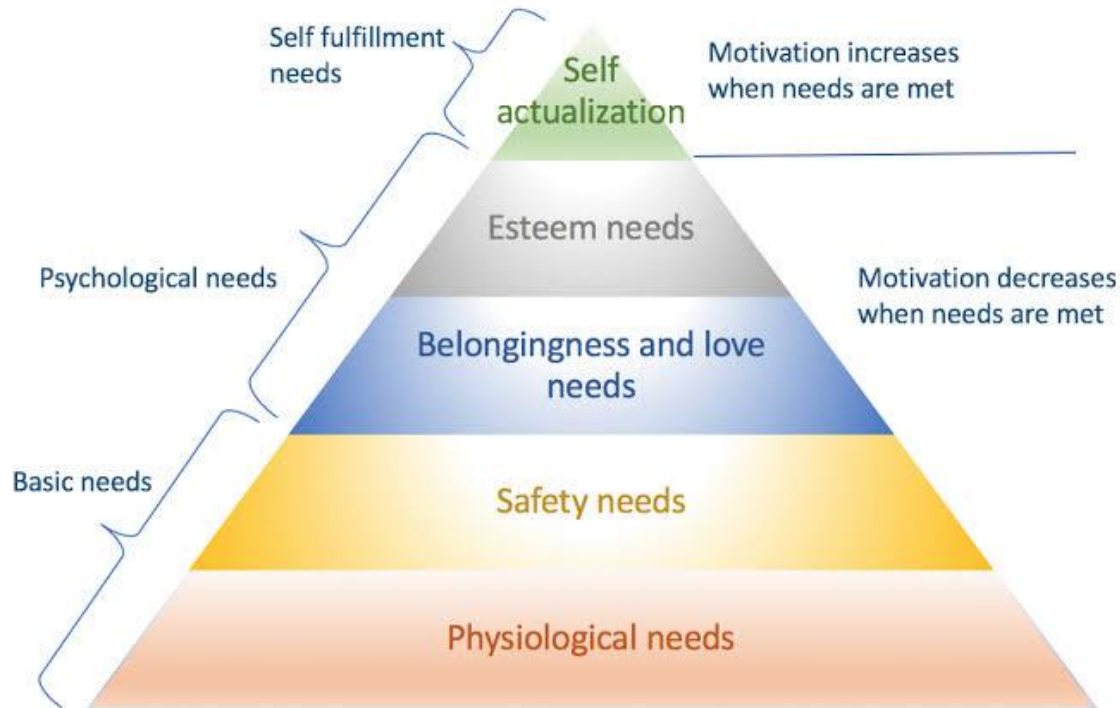 Self fulfillment
needs
Self
actualization
Motivation increases
when needs are met
Esteem needs
Psychological needs
Motivation decreases
when needs are met
Belongingness and love
needs
Basic needs
Safety needs
Physiological needs